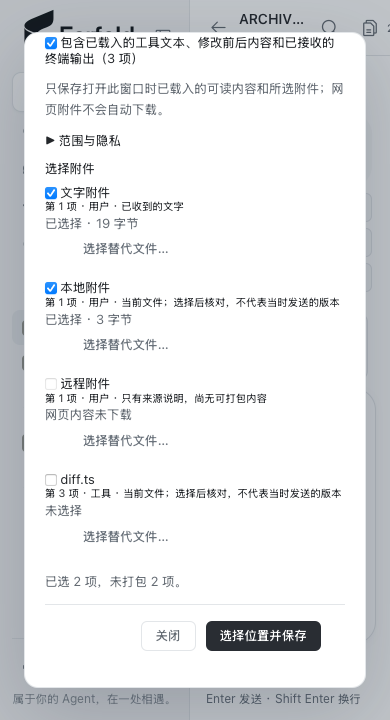 ARCHIV...
包含已载入的工具文本、修改前后内容和已接收的
终端输出（3 项）
只保存打开此窗口时已载入的可读内容和所选附件；网
页附件不会自动下载。
▶ 范围与隐私
选择附件
文字附件
第 1 项 · 用户 · 已收到的文字
已选择 · 19 字节
选择替代文件...
本地附件
第 1 项 · 用户 · 当前文件；选择后核对，不代表当时发送的版本
已选择 · 3 字节
选择替代文件...
远程附件
第 1 项 · 用户 · 只有来源说明，尚无可打包内容
网页内容未下载
选择替代文件...
diff.ts
第 3 项 · 工具 · 当前文件；选择后核对，不代表当时发送的版本
未选择
选择替代文件...
已选 2 项，未打包 2 项。
关闭
选择位置并保存
属于你的 Agent，在一处相遇。
Enter 发送 · Shift Enter 换行